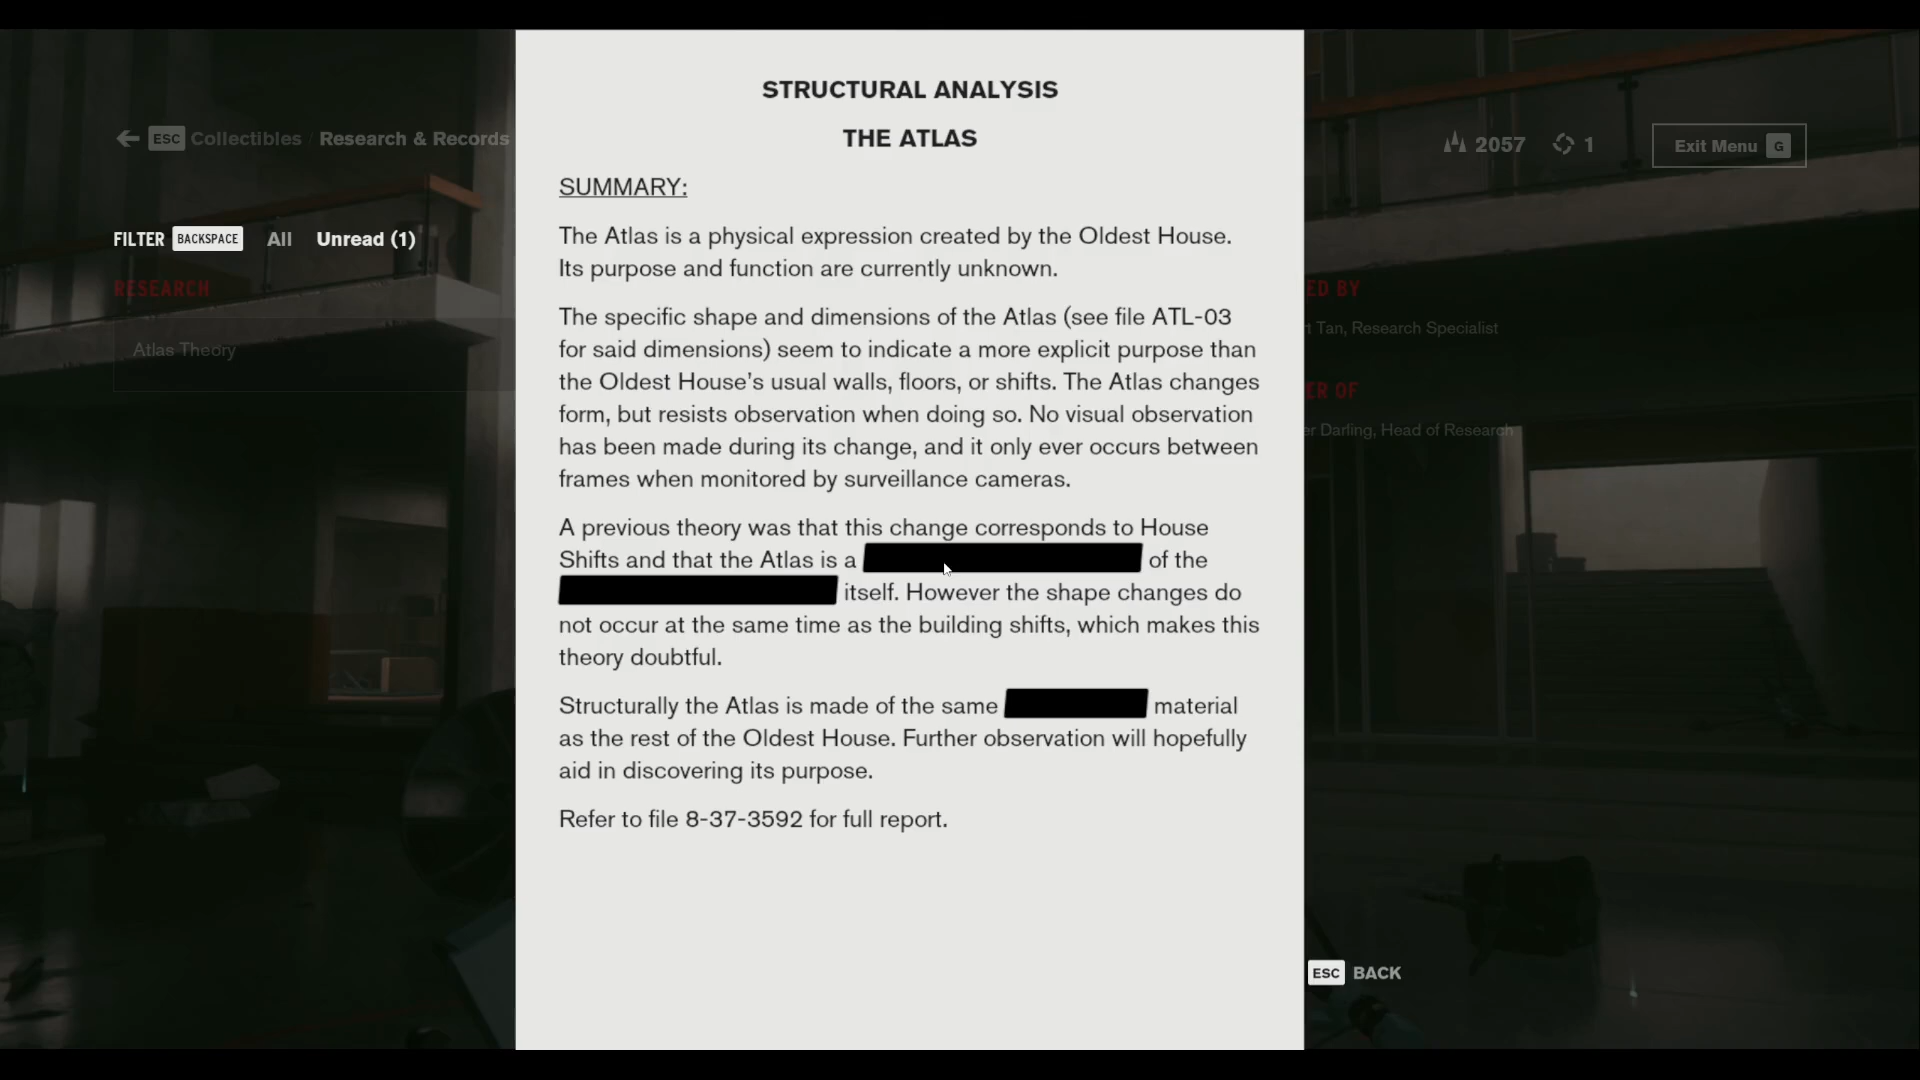 STRUCTURAL ANALYSIS
THE ATLAS
ESC Collectibles / Research & Records
2057 1 Exit Menu G
SUMMARY:
FILTER BACKSPACE All Unread (1)
The Atlas is a physical expression created by the Oldest House.
Its purpose and function are currently unknown.
RESEARCH
ED BY
The specific shape and dimensions of the Atlas (see file ATL-03
Tan, Research Specialist
for said dimensions) seem to indicate a more explicit purpose than
Atlas Theory
the Oldest House's usual walls, floors, or shifts. The Atlas changes
ER OF
form, but resists observation when doing so. No visual observation
Darling, Head of Research
has been made during its change, and it only ever occurs between
frames when monitored by surveillance cameras.
A previous theory was that this change corresponds to House
Shifts and that the Atlas is a of the
itself. However the shape changes do
not occur at the same time as the building shifts, which makes this
theory doubtful.
Structurally the Atlas is made of the same material
as the rest of the Oldest House. Further observation will hopefully
aid in discovering its purpose.
Refer to file 8-37-3592 for full report.
ESC BACK